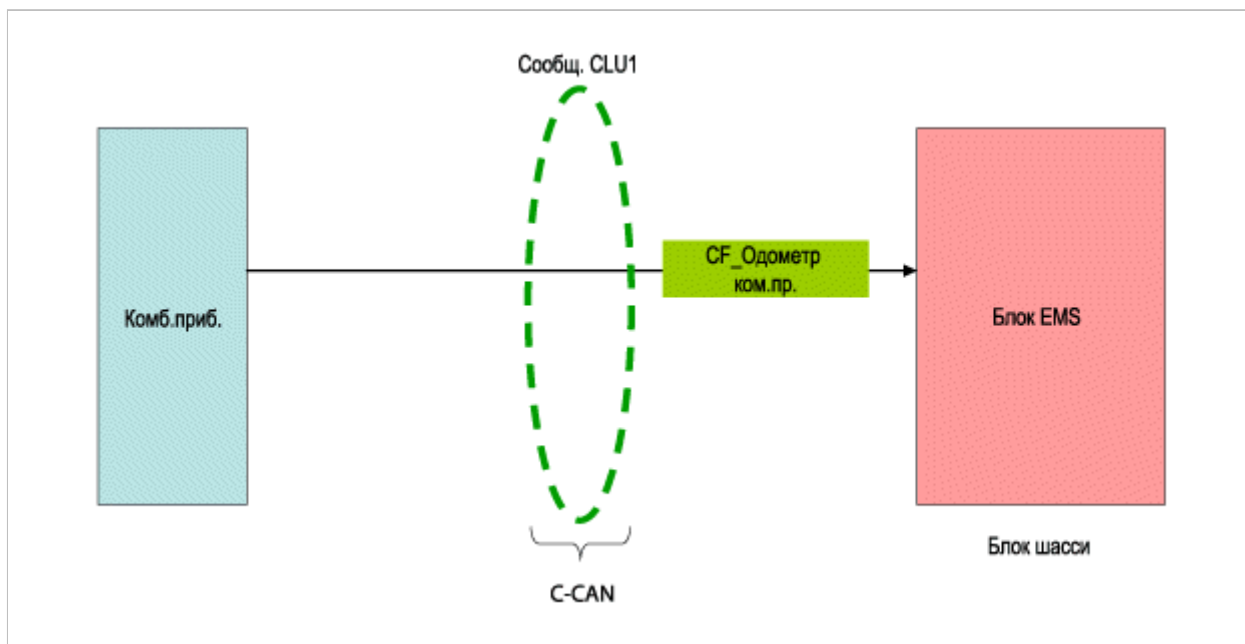 Сообщ. CLU1
CF_Одометр
ком.пр.
Комб.приб.
Блок EMS
Блок шасси
C-CAN